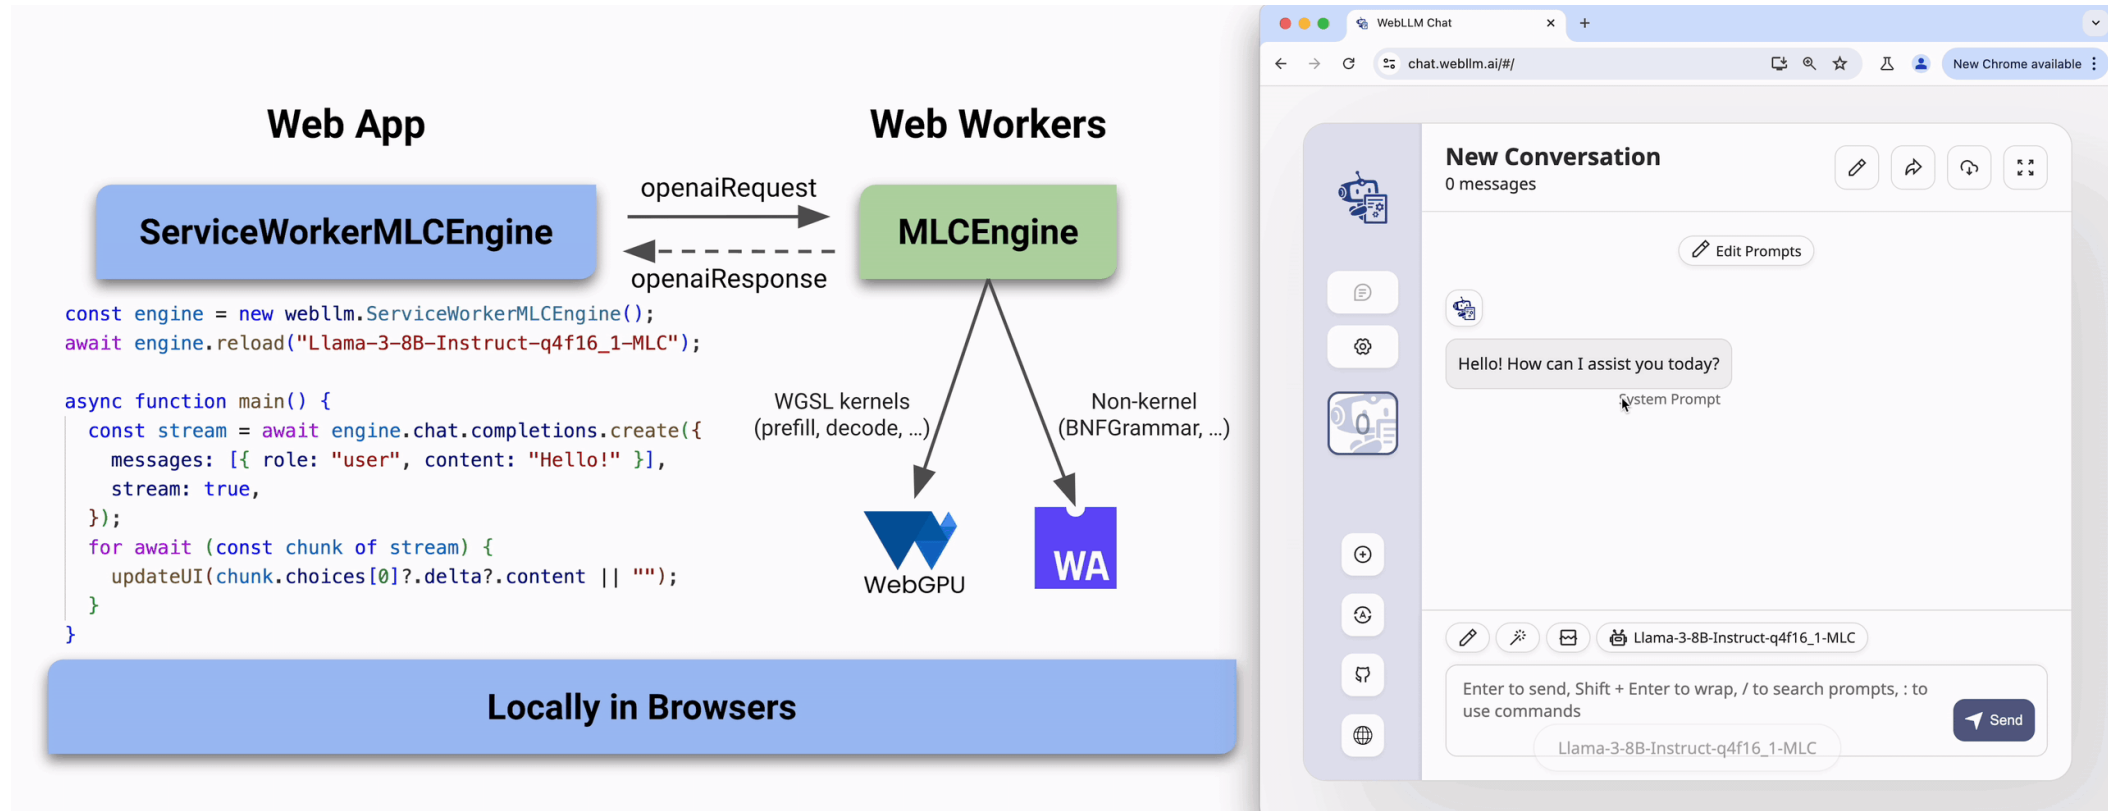 Web App
Web Workers
ServiceWorkerMLCEngine
openaiRequest
openaiResponse
MLCEngine
const engine = new webllm.ServiceWorkerMLCEngine();
await engine.reload("Llama-3-8B-Instruct-q4f16_1-MLC");
async function main() {
const stream = await engine.chat.completions.create({
messages: [{ role: "user", content: "Hello!" }],
stream: true,
});
for await (const chunk of stream) {
updateUI(chunk.choices[0]?.delta?.content || "");
}
}
WGSL kernels
(prefill, decode, ...)
Non-kernel
(BNFGrammar, ...)
WebGPU
WA
Locally in Browsers
WebLLM Chat
chat.webllm.ai/#/
New Chrome available
New Conversation
0 messages
Edit Prompts
Hello! How can I assist you today?
System Prompt
0
A
Llama-3-8B-Instruct-q4f16_1-MLC
Enter to send, Shift + Enter to wrap, / to search prompts, : to
use commands
Send
Llama-3-8B-Instruct-q4f16_1-MLC